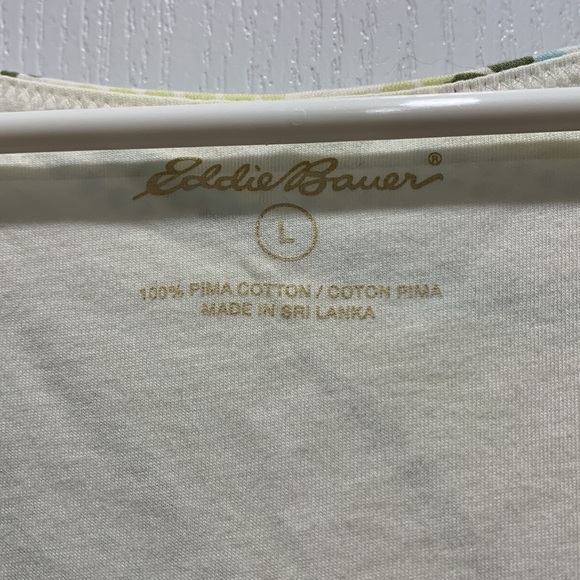 Eddie Bauer®
L
100% PIMA COTTON / COTON PIMA
MADE IN SRI LANKA